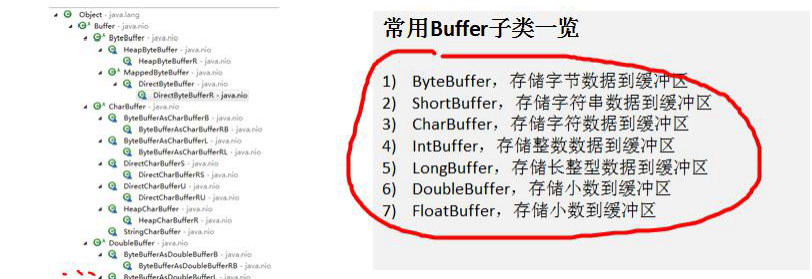 Object - java.lang
Buffer - java.nio
ByteBuffer - java.nio
HeapByteBuffer - java.nio
HeapByteBufferR - java.nio
MappedByteBuffer - java.nio
DirectByteBuffer - java.nio
DirectByteBufferR - java.nio
CharBuffer - java.nio
ByteBufferAsCharBufferB - java.nio
ByteBufferAsCharBufferRB - java.nio
ByteBufferAsCharBufferL - java.nio
ByteBufferAsCharBufferRL - java.nio
DirectCharBufferS - java.nio
DirectCharBufferRS - java.nio
DirectCharBufferU - java.nio
DirectCharBufferRU - java.nio
HeapCharBuffer - java.nio
HeapCharBufferR - java.nio
StringCharBuffer - java.nio
DoubleBuffer - java.nio
ByteBufferAsDoubleBufferB - java.nio
ByteBufferAsDoubleBufferRB - java.nio
ByteBufferAsDoubleBufferL - java.nio
常用Buffer子类一览
1) ByteBuffer，存储字节数据到缓冲区
2) ShortBuffer，存储字符串数据到缓冲区
3) CharBuffer，存储字符数据到缓冲区
4) IntBuffer，存储整数数据到缓冲区
5) LongBuffer，存储长整型数据到缓冲区
6) DoubleBuffer，存储小数到缓冲区
7) FloatBuffer，存储小数到缓冲区